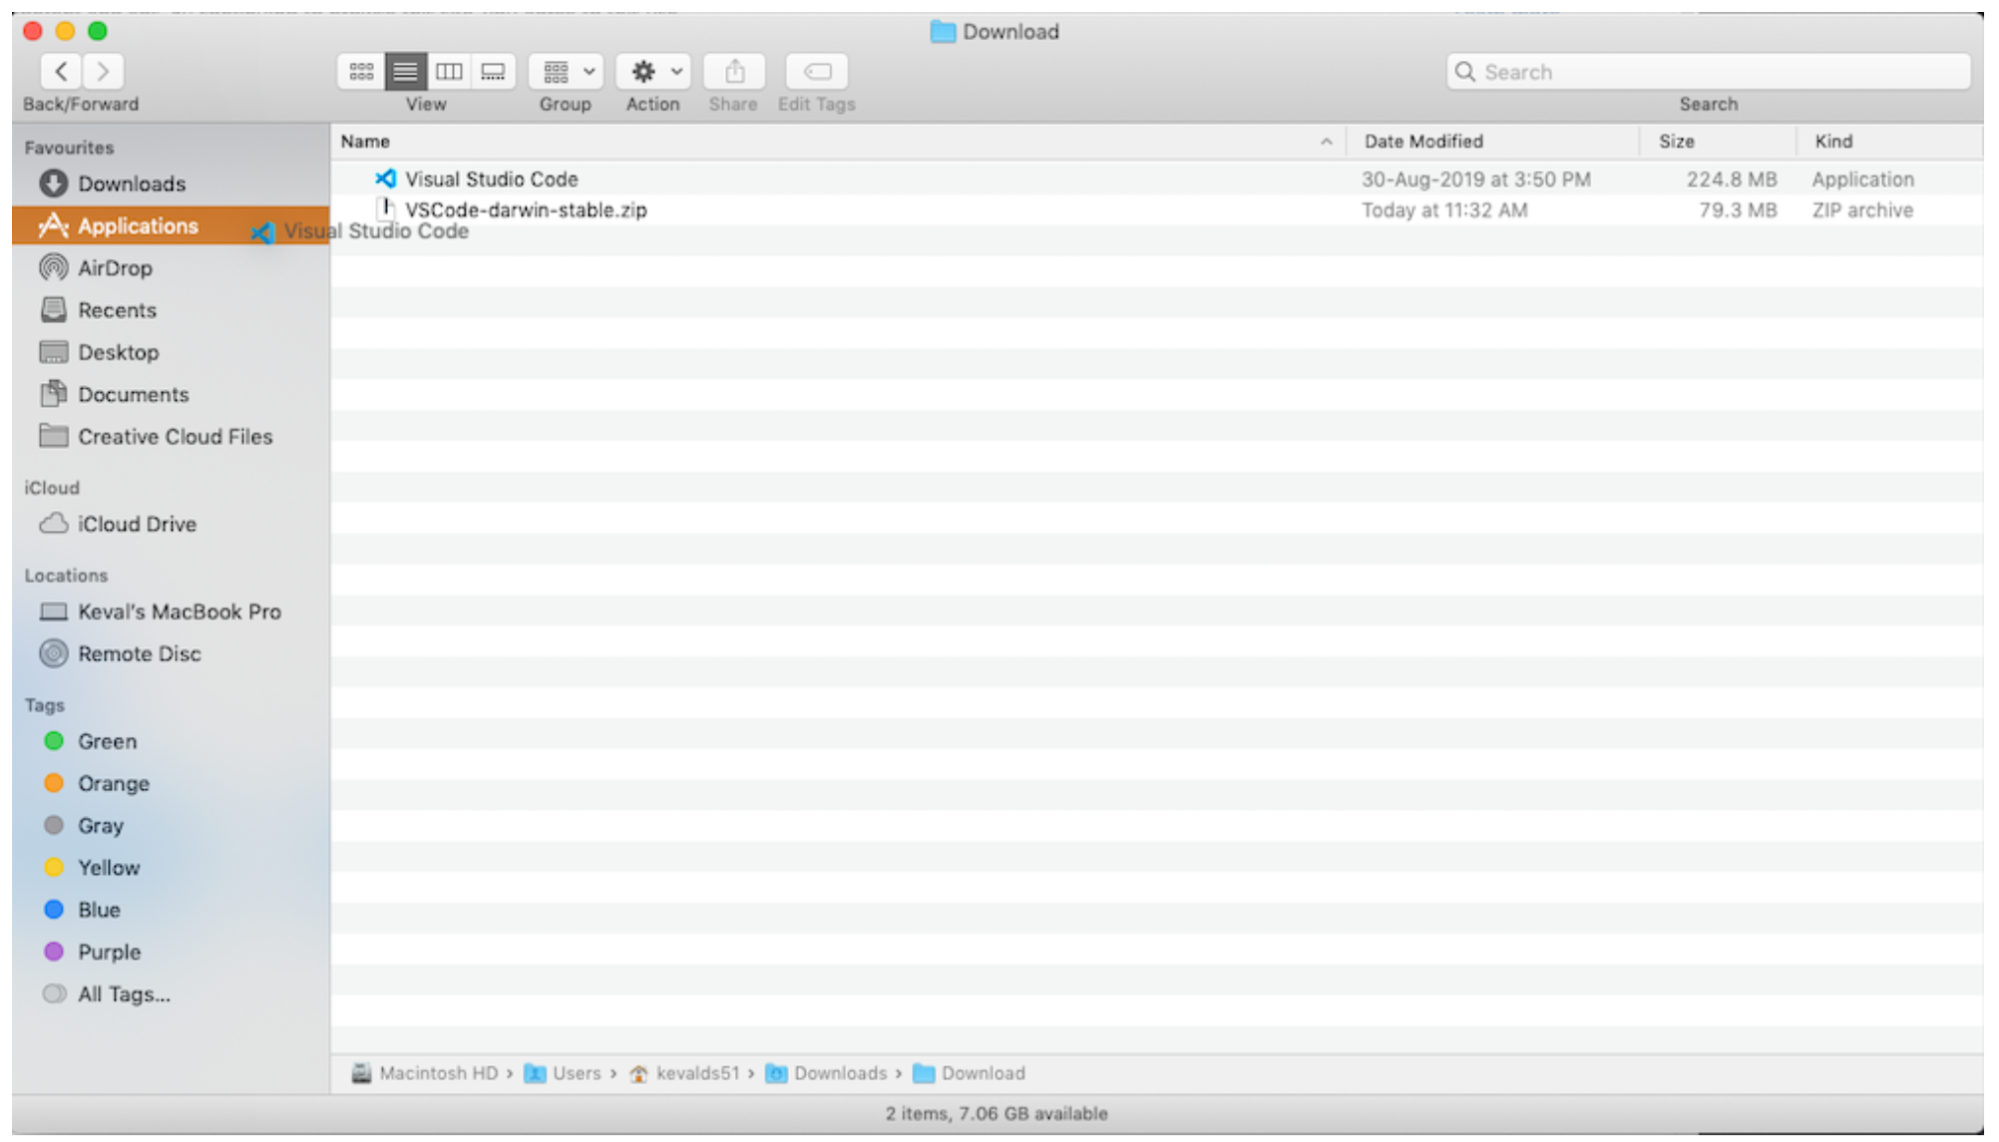 Download
Back/Forward View Group Action Share Edit Tags Search Search
Favourites
Downloads
Applications
AirDrop
Recents
Desktop
Documents
Creative Cloud Files
iCloud
iCloud Drive
Locations
Keval's MacBook Pro
Remote Disc
Tags
Green
Orange
Gray
Yellow
Blue
Purple
All Tags...
Name Date Modified Size Kind
Visual Studio Code 30-Aug-2019 at 3:50 PM 224.8 MB Application
VSCode-darwin-stable.zip Today at 11:32 AM 79.3 MB ZIP archive
Visual Studio Code
Macintosh HD › Users › kevalds51 › Downloads › Download
2 items, 7.06 GB available